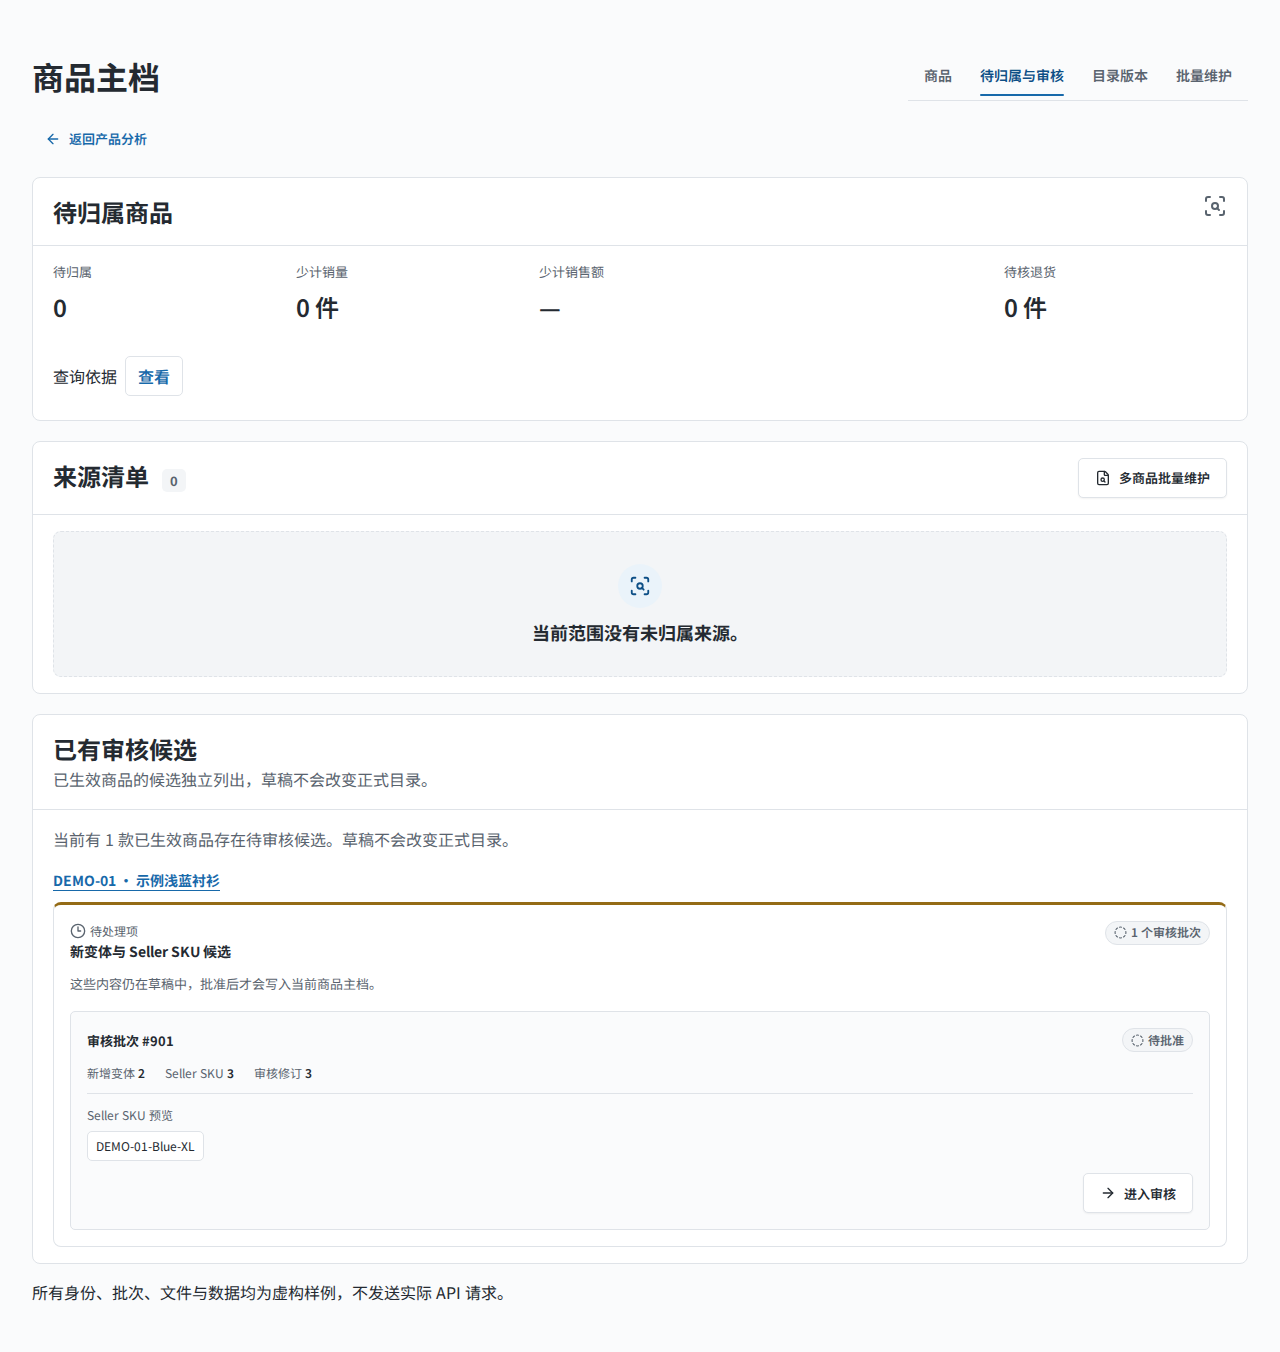 商品主档
商品 待归属与审核 目录版本 批量维护
返回产品分析
待归属商品
待归属 少计销量 少计销售额 待核退货
0 0 件 — 0 件
查询依据 查看
来源清单 0 多商品批量维护
当前范围没有未归属来源。
已有审核候选
已生效商品的候选独立列出，草稿不会改变正式目录。
当前有 1 款已生效商品存在待审核候选。草稿不会改变正式目录。
DEMO-01 · 示例浅蓝衬衫
待处理项 1 个审核批次
新变体与 Seller SKU 候选
这些内容仍在草稿中，批准后才会写入当前商品主档。
审核批次 #901 待批准
新增变体 2 Seller SKU 3 审核修订 3
Seller SKU 预览
DEMO-01-Blue-XL
进入审核
所有身份、批次、文件与数据均为虚构样例，不发送实际 API 请求。